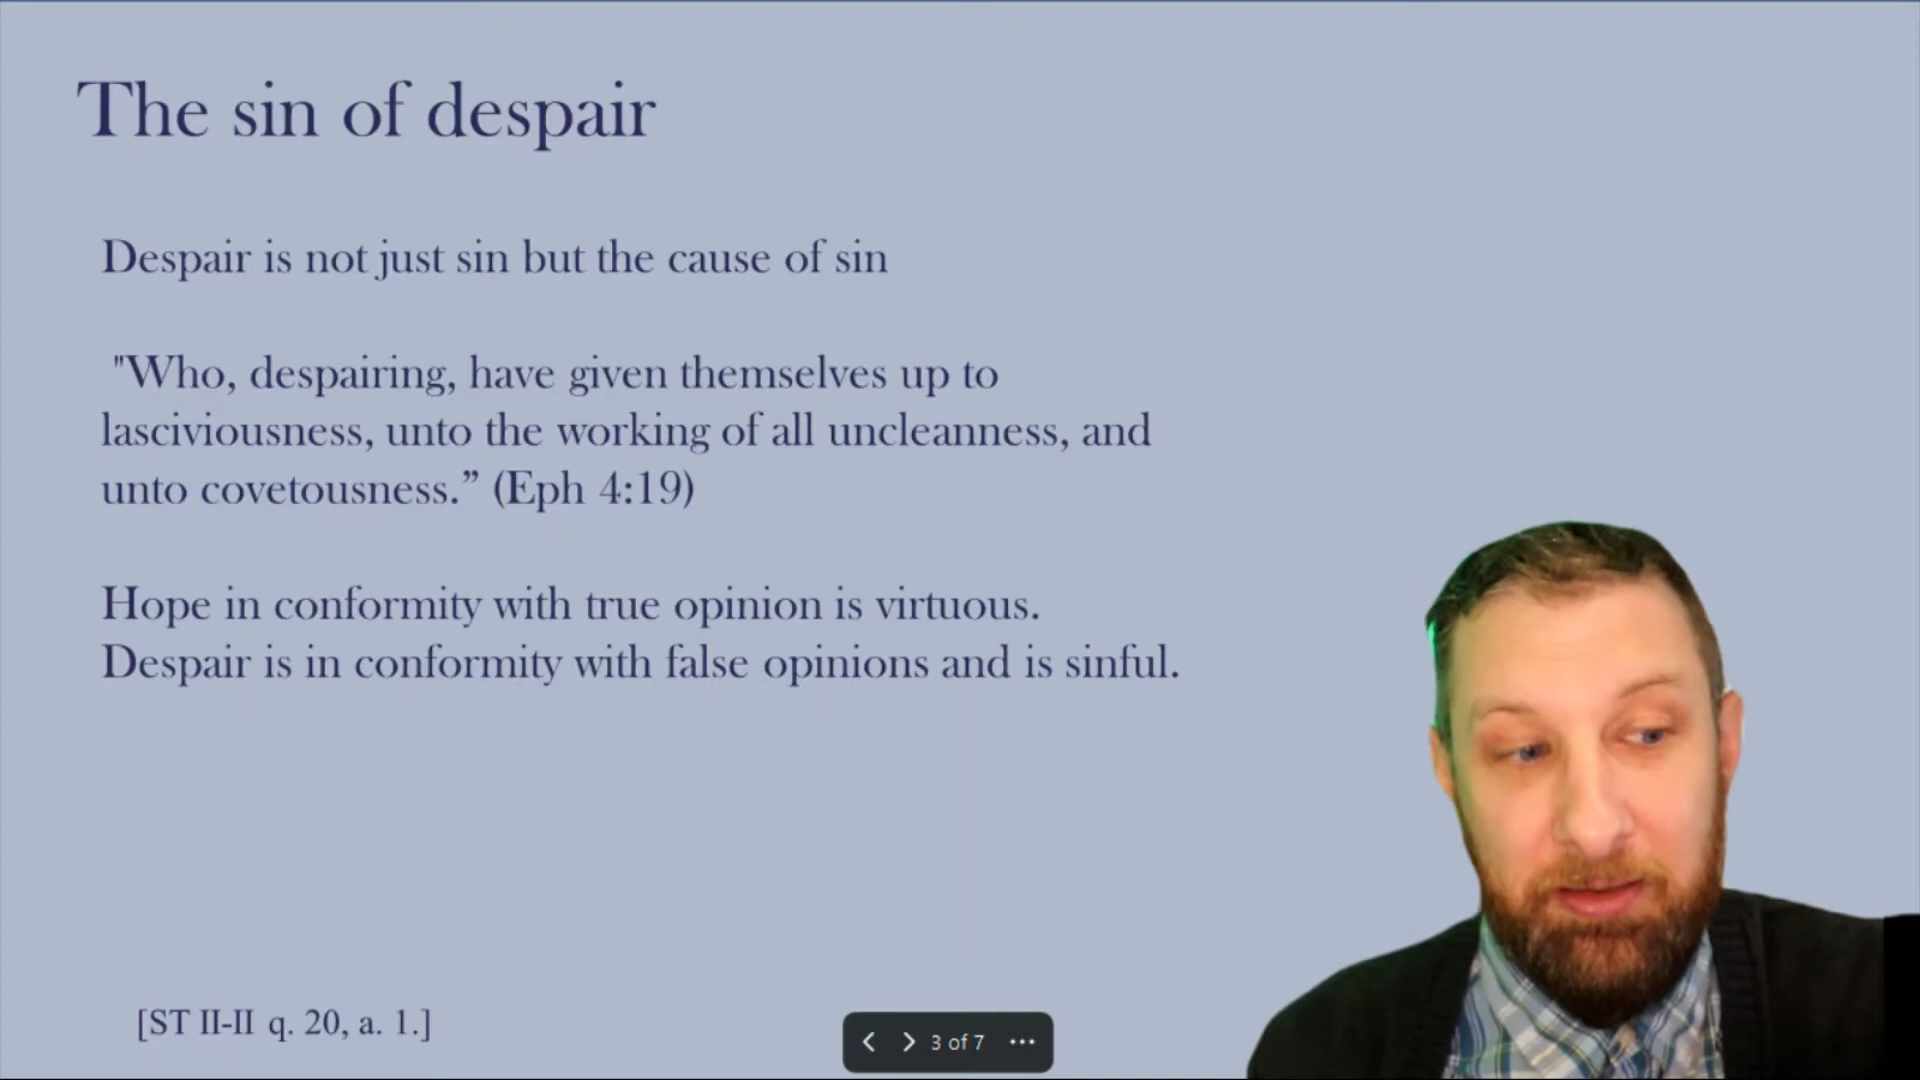 The sin of despair
Despair is not just sin but the cause of sin
"Who, despairing, have given themselves up to
lasciviousness, unto the working of all uncleanness, and
unto covetousness.” (Eph 4:19)
Hope in conformity with true opinion is virtuous.
Despair is in conformity with false opinions and is sinful.
[ST II-II q. 20, a. 1.]
3 of 7